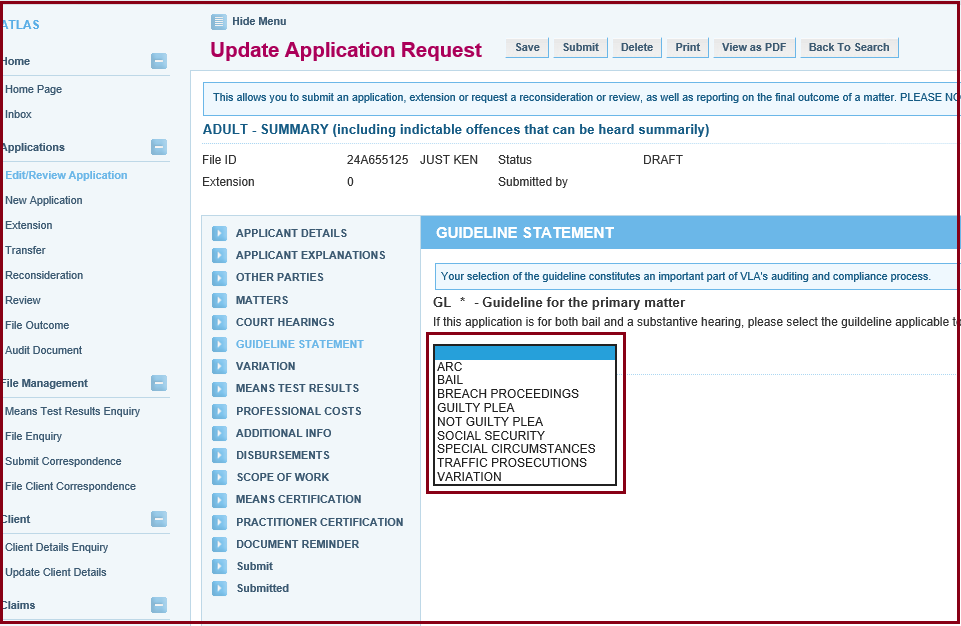 ATLAS
Home
Home Page
Inbox
Applications
Edit/Review Application
New Application
Extension
Transfer
Reconsideration
Review
File Outcome
Audit Document
File Management
Means Test Results Enquiry
File Enquiry
Submit Correspondence
File Client Correspondence
Client
Client Details Enquiry
Update Client Details
Claims
Hide Menu
Update Application Request Save Submit Delete Print View as PDF Back To Search
This allows you to submit an application, extension or request a reconsideration or review, as well as reporting on the final outcome of a matter. PLEASE NO
ADULT - SUMMARY (including indictable offences that can be heard summarily)
File ID 24A655125 JUST KEN Status DRAFT
Extension 0 Submitted by
APPLICANT DETAILS
APPLICANT EXPLANATIONS
OTHER PARTIES
MATTERS
COURT HEARINGS
GUIDELINE STATEMENT
VARIATION
MEANS TEST RESULTS
PROFESSIONAL COSTS
ADDITIONAL INFO
DISBURSEMENTS
SCOPE OF WORK
MEANS CERTIFICATION
PRACTITIONER CERTIFICATION
DOCUMENT REMINDER
Submit
Submitted
GUIDELINE STATEMENT
Your selection of the guideline constitutes an important part of VLA's auditing and compliance process.
GL * - Guideline for the primary matter
If this application is for both bail and a substantive hearing, please select the guildeline applicable to
ARC
BAIL
BREACH PROCEEDINGS
GUILTY PLEA
NOT GUILTY PLEA
SOCIAL SECURITY
SPECIAL CIRCUMSTANCES
TRAFFIC PROSECUTIONS
VARIATION